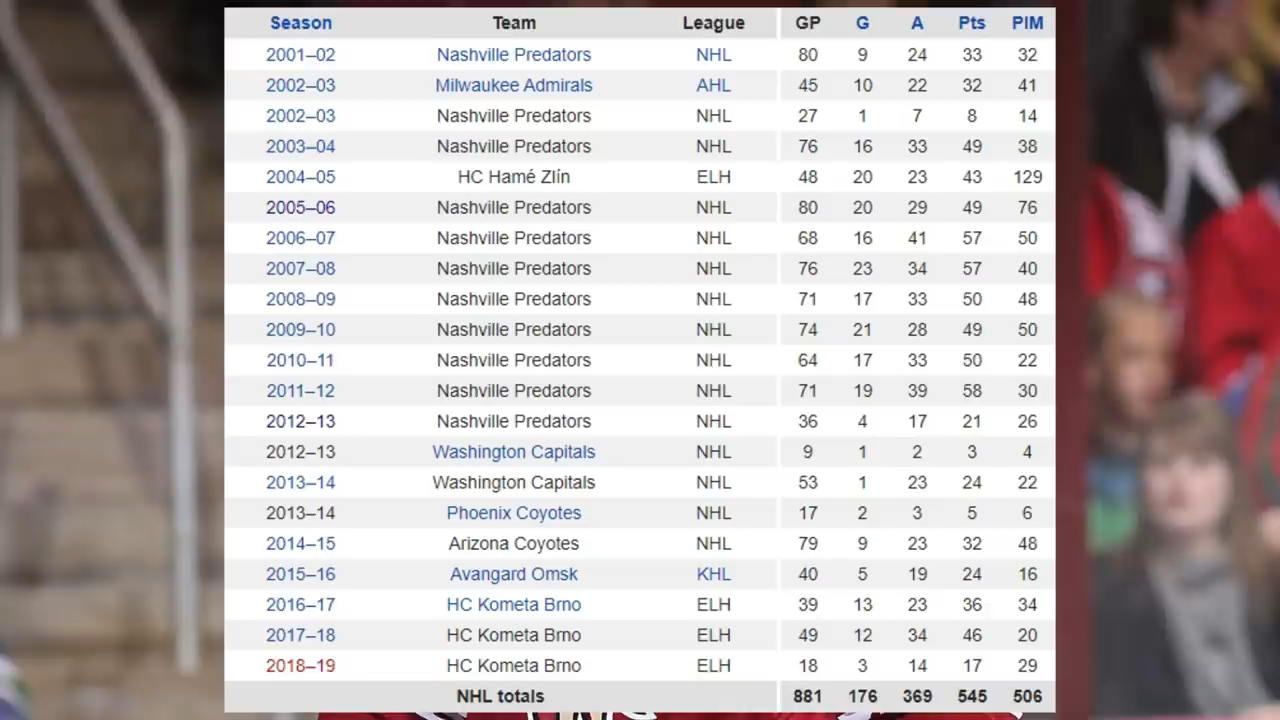 Season Team League GP G A Pts PIM
2001–02 Nashville Predators NHL 80 9 24 33 32
2002–03 Milwaukee Admirals AHL 45 10 22 32 41
2002–03 Nashville Predators NHL 27 1 7 8 14
2003–04 Nashville Predators NHL 76 16 33 49 38
2004–05 HC Hamé Zlín ELH 48 20 23 43 129
2005–06 Nashville Predators NHL 80 20 29 49 76
2006–07 Nashville Predators NHL 68 16 41 57 50
2007–08 Nashville Predators NHL 76 23 34 57 40
2008–09 Nashville Predators NHL 71 17 33 50 48
2009–10 Nashville Predators NHL 74 21 28 49 50
2010–11 Nashville Predators NHL 64 17 33 50 22
2011–12 Nashville Predators NHL 71 19 39 58 30
2012–13 Nashville Predators NHL 36 4 17 21 26
2012–13 Washington Capitals NHL 9 1 2 3 4
2013–14 Washington Capitals NHL 53 1 23 24 22
2013–14 Phoenix Coyotes NHL 17 2 3 5 6
2014–15 Arizona Coyotes NHL 79 9 23 32 48
2015–16 Avangard Omsk KHL 40 5 19 24 16
2016–17 HC Kometa Brno ELH 39 13 23 36 34
2017–18 HC Kometa Brno ELH 49 12 34 46 20
2018–19 HC Kometa Brno ELH 18 3 14 17 29
NHL totals 881 176 369 545 506